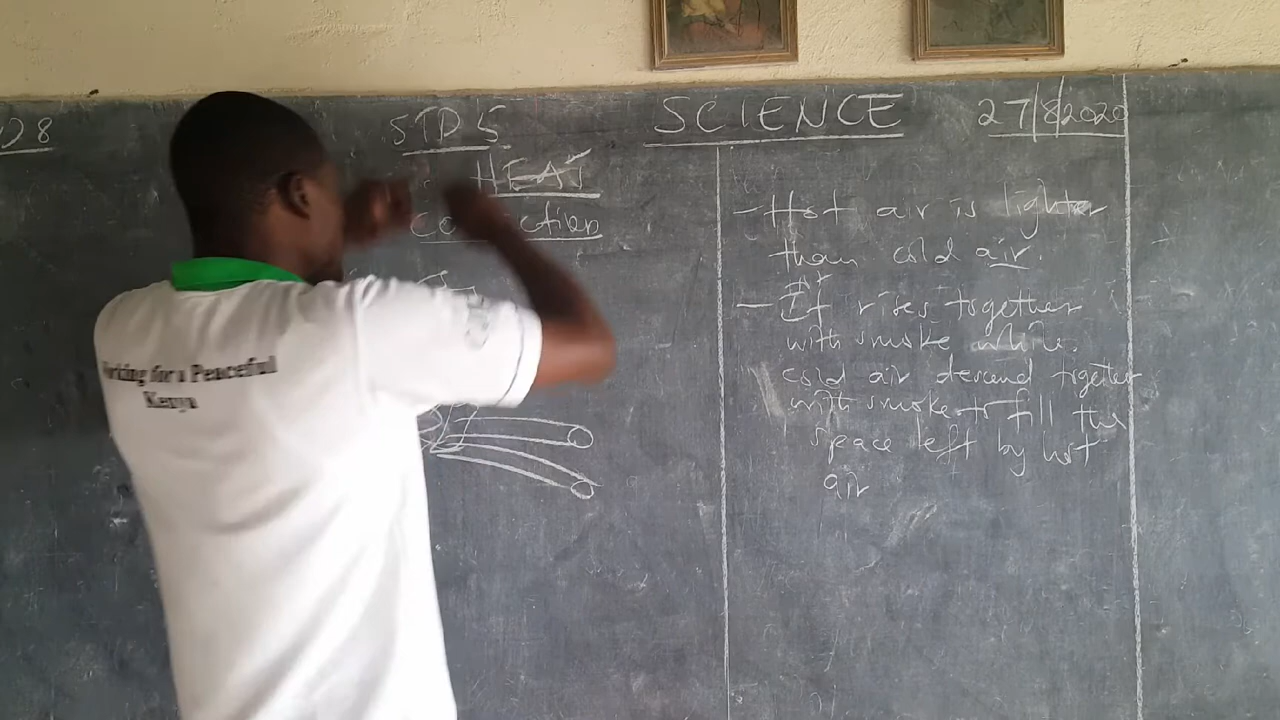 D 8
STD 5
SCIENCE
27/8/2020
HEAT
- Hot air is lighter
than cold air.
- It rises together
with smoke while.
cold air descend together
with smoke to fill the
space left by hot
air
Working for a Peaceful
Kenya